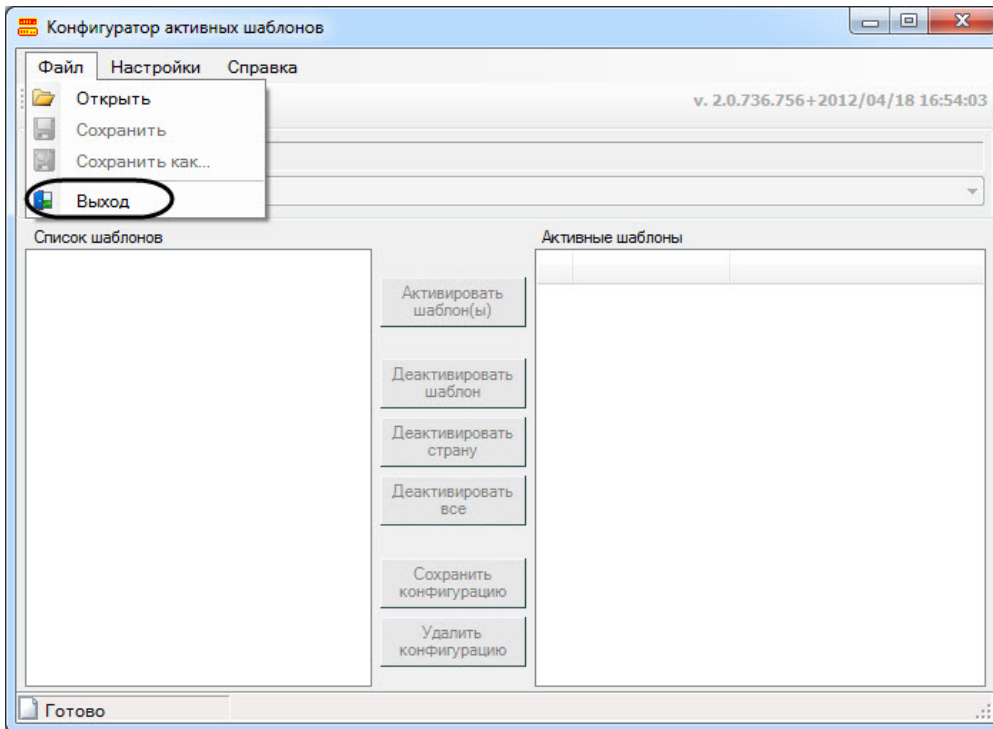 Конфигуратор активных шаблонов
Файл Настройки Справка
Открыть
v. 2.0.736.756+2012/04/18 16:54:03
Сохранить
Сохранить как...
Выход
Список шаблонов
Активные шаблоны
Активировать
шаблон(ы)
Деактивировать
шаблон
Деактивировать
страну
Деактивировать
все
Сохранить
конфигурацию
Удалить
конфигурацию
Готово